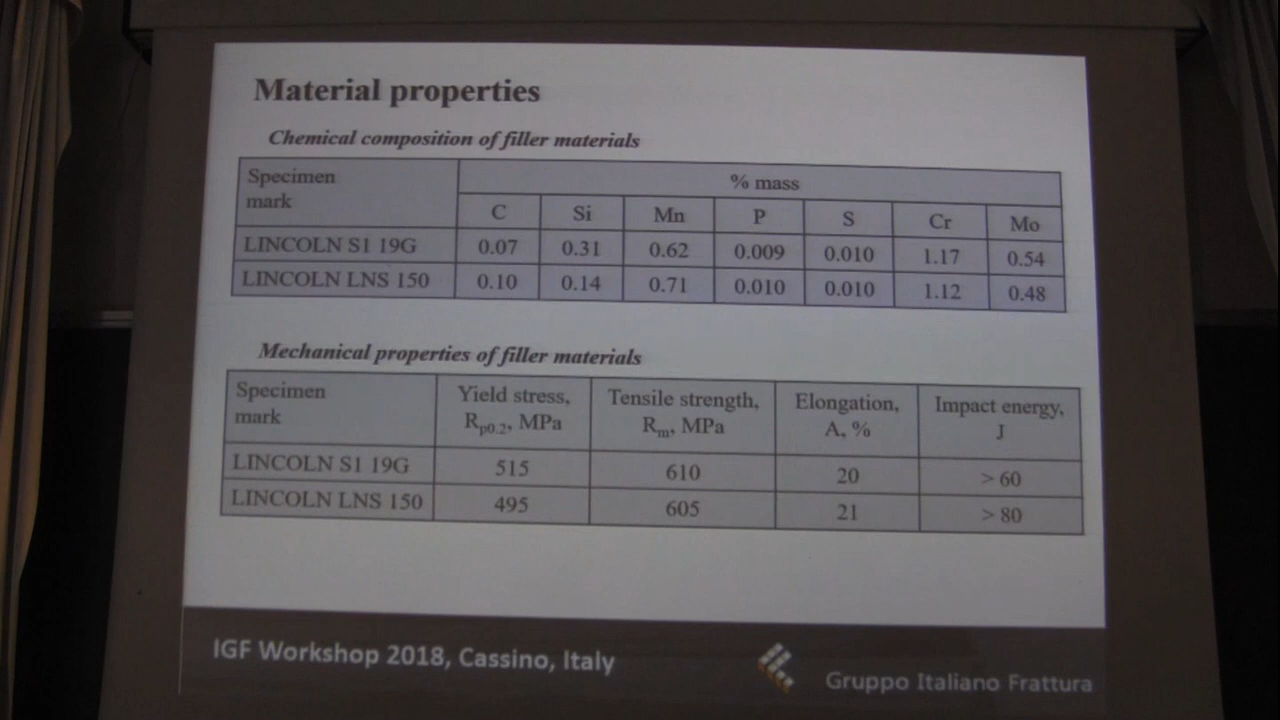 Material properties
Chemical composition of filler materials
Specimen mark % mass
C Si Mn P S Cr Mo
LINCOLN S1 19G 0.07 0.31 0.62 0.009 0.010 1.17 0.54
LINCOLN LNS 150 0.10 0.14 0.71 0.010 0.010 1.12 0.48
Mechanical properties of filler materials
Specimen mark Yield stress, Rp0.2, MPa Tensile strength, Rm, MPa Elongation, A, % Impact energy, J
LINCOLN S1 19G 515 610 20 > 60
LINCOLN LNS 150 495 605 21 > 80
IGF Workshop 2018, Cassino, Italy
Gruppo Italiano Frattura